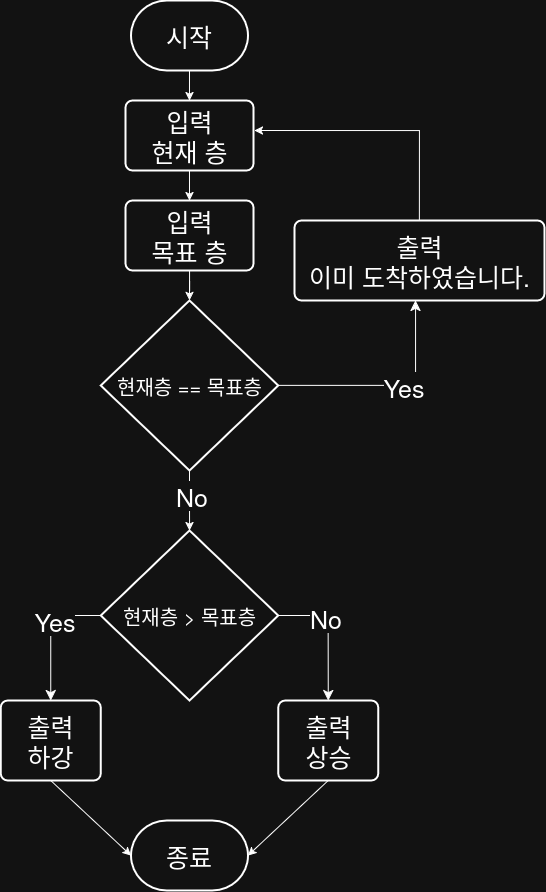 시작
입력
현재 층
입력
목표 층
출력
이미 도착하였습니다.
현재층 == 목표층
Yes
No
현재층 > 목표층
Yes
No
출력
하강
출력
상승
종료